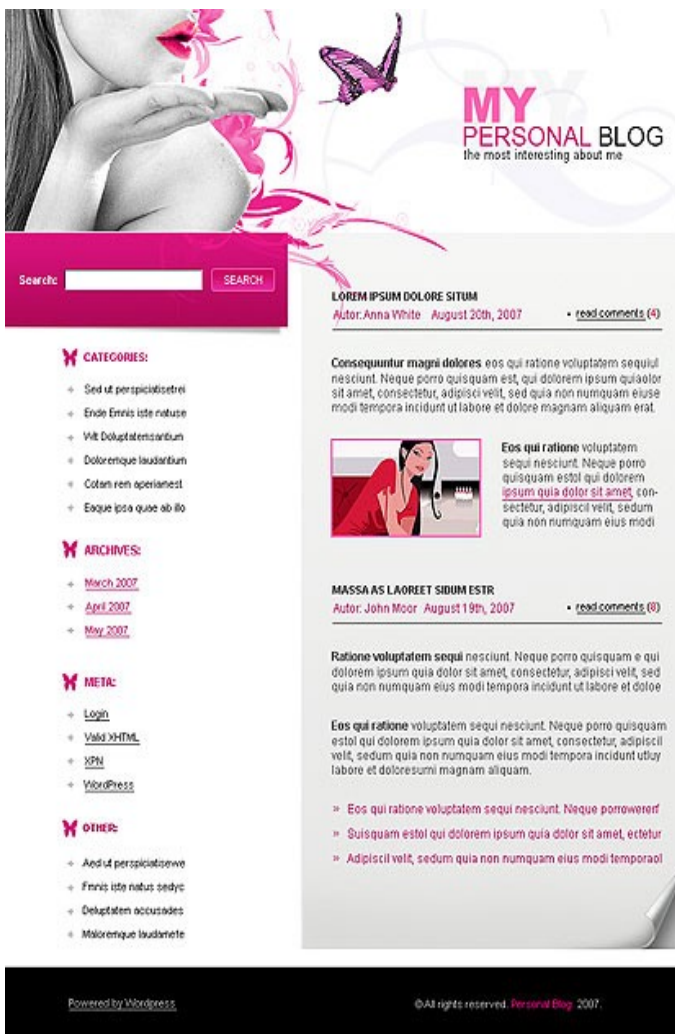 MY
PERSONAL BLOG
the most interesting about me
Search:
SEARCH
CATEGORIES:
Sed ut perspiciatisetrei
Ende Emnis iste natuse
Wit Doluptatemsantium
Doloremque laudantium
Cotam rem aperiamest
Eaque ipsa quae ab illo
ARCHIVES:
March 2007
April 2007
May 2007
META:
Login
Valid XHTML
XPN
WordPress
OTHER:
Aed ut perspiciatisewe
Fmnis iste natus sedyc
Deluptatem accusades
Maloremque laudamete
LOREM IPSUM DOLORE SITUM
Autor: Anna White August 20th, 2007
• read comments (4)
Consequuntur magni dolores eos qui ratione voluptatem sequiul
nesciunt. Neque porro quisquam est, qui dolorem ipsum quiaolor
sit amet, consectetur, adipisci velit, sed quia non numquam eiuse
modi tempora incidunt ut labore et dolore magnam aliquam erat.
Eos qui ratione voluptatem
sequi nesciunt. Neque porro
quisquam estol qui dolorem
ipsum quia dolor sit amet, con-
sectetur, adipiscil velit, sedum
quia non numquam eius modi
MASSA AS LAOREET SIDUM ESTR
Autor: John Moor August 19th, 2007
• read comments (8)
Ratione voluptatem sequi nesciunt. Neque porro quisquam e qui
dolorem ipsum quia dolor sit amet, consectetur, adipisci velit, sed
quia non numquam eius modi tempora incidunt ut labore et doloe
Eos qui ratione voluptatem sequi nesciunt. Neque porro quisquam
estol qui dolorem ipsum quia dolor sit amet, consectetur, adipiscil
velit, sedum quia non numquam eius modi tempora incidunt utluy
labore et doloresumi magnam aliquam.
» Eos qui ratione voluptatem sequi nesciunt. Neque porrowererf
» Suisquam estol qui dolorem ipsum quia dolor sit amet, ectetur
» Adipiscil velit, sedum quia non numquam eius modi temporaol
Powered by Wordpress.
© All rights reserved. Personal Blog. 2007.